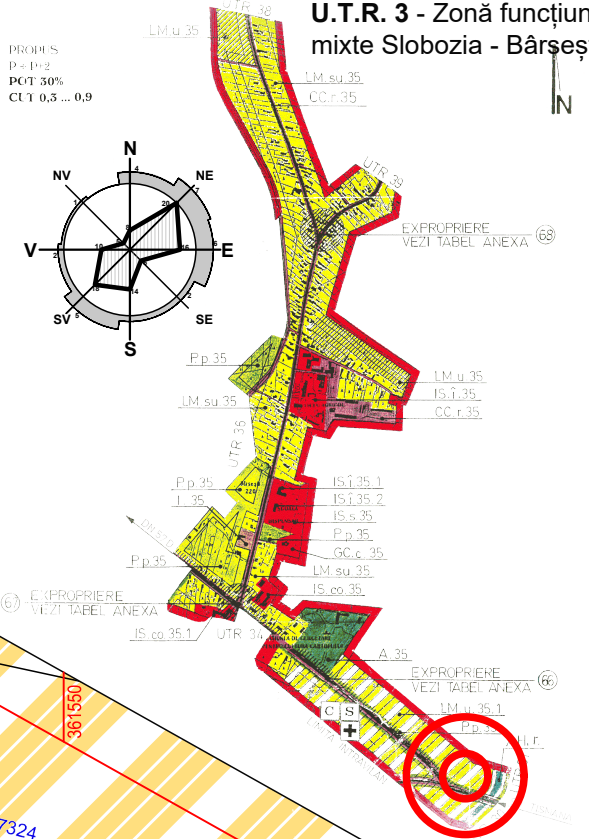 U.T.R. 3 - Zonă funcțiun
mixte Slobozia - Bârseșt
PROPUS
P÷P+2
POT 30%
CUT 0,3 ... 0,9
N
UTR 38
LM.u 35
LM.su.35
CC.r.35
N
NV
NE
V
E
SV
SE
S
UTR 39
EXPROPRIERE
VEZI TABEL ANEXA
68
P.p.35
LM.su 35
LM.u 35
IS.î.35
CC.r.35
UTR 36
P.p.35
I..35
IS.î.35.1
IS.î.35.2
IS.s 35
P.p 35
GC.c.35
LM.su 35
IS.co 35
P.p.35
67
EXPROPRIERE
VEZI TABEL ANEXA
IS.co.35.1
UTR 34
A.35
EXPROPRIERE
VEZI TABEL ANEXA
66
LM.u.35.1
P.p.35
C S
361550
7324